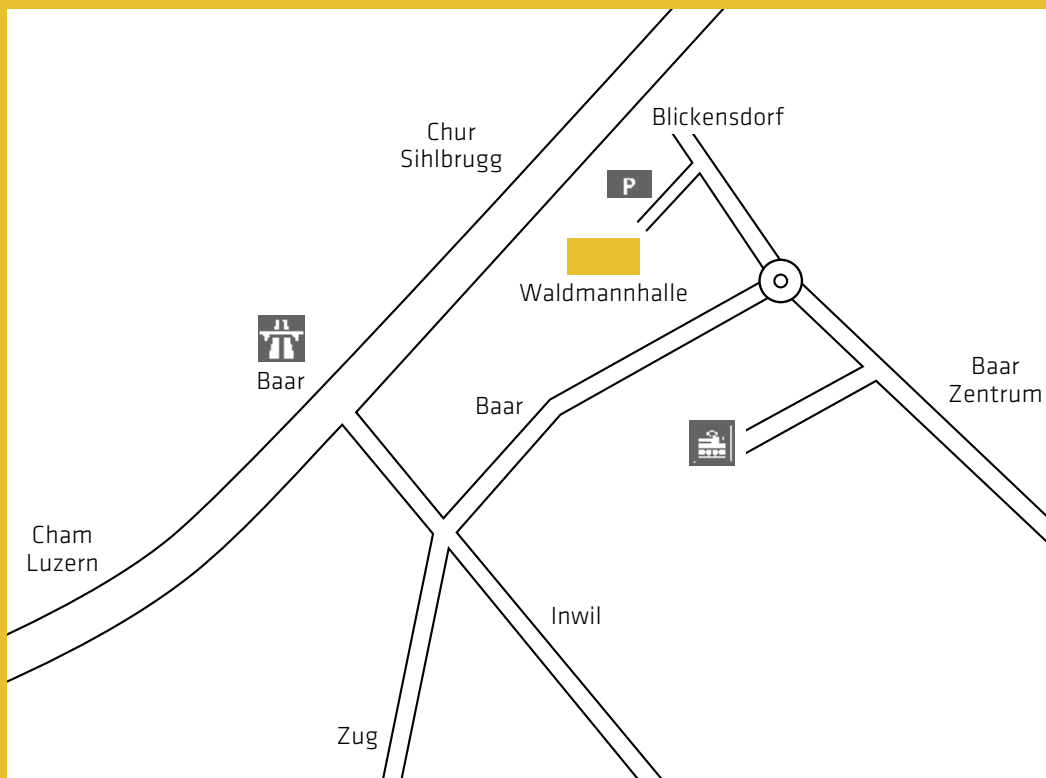 Blickensdorf
Chur
Sihlbrugg
P
Waldmannhalle
Baar
Baar
Baar
Zentrum
Cham
Luzern
Inwil
Zug